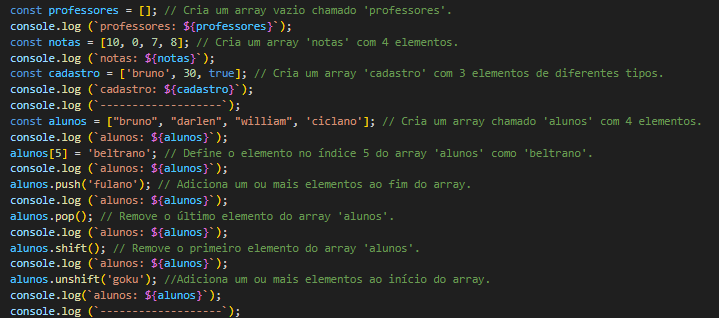 const professores = []; // Cria um array vazio chamado 'professores'.
console.log (`professores: ${professores}`);
const notas = [10, 0, 7, 8]; // Cria um array 'notas' com 4 elementos.
console.log (`notas: ${notas}`);
const cadastro = ['bruno', 30, true]; // Cria um array 'cadastro' com 3 elementos de diferentes tipos.
console.log (`cadastro: ${cadastro}`);
console.log (`-------------------`);
const alunos = ["bruno", "darlen", "william", 'ciclano']; // Cria um array chamado 'alunos' com 4 elementos.
console.log (`alunos: ${alunos}`);
alunos[5] = 'beltrano'; // Define o elemento no índice 5 do array 'alunos' como 'beltrano'.
console.log (`alunos: ${alunos}`);
alunos.push('fulano'); // Adiciona um ou mais elementos ao fim do array.
console.log (`alunos: ${alunos}`);
alunos.pop(); // Remove o último elemento do array 'alunos'.
console.log (`alunos: ${alunos}`);
alunos.shift(); // Remove o primeiro elemento do array 'alunos'.
console.log (`alunos: ${alunos}`);
alunos.unshift('goku'); //Adiciona um ou mais elementos ao início do array.
console.log(`alunos: ${alunos}`);
console.log (`-------------------`);